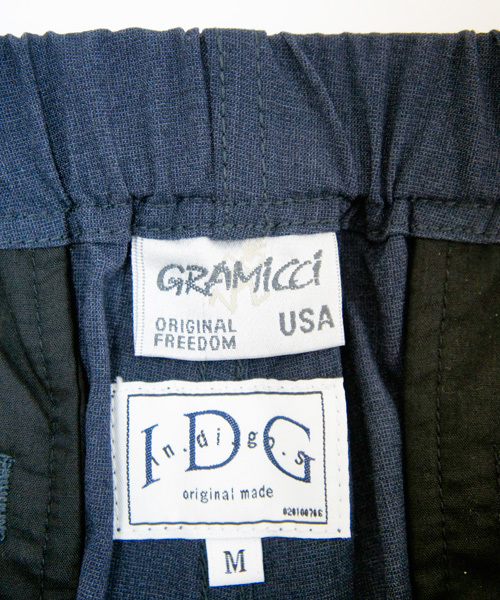 GRAMicci
ORIGINAL
FREEDOM
USA
IDG
In.di.go.s
original made
M